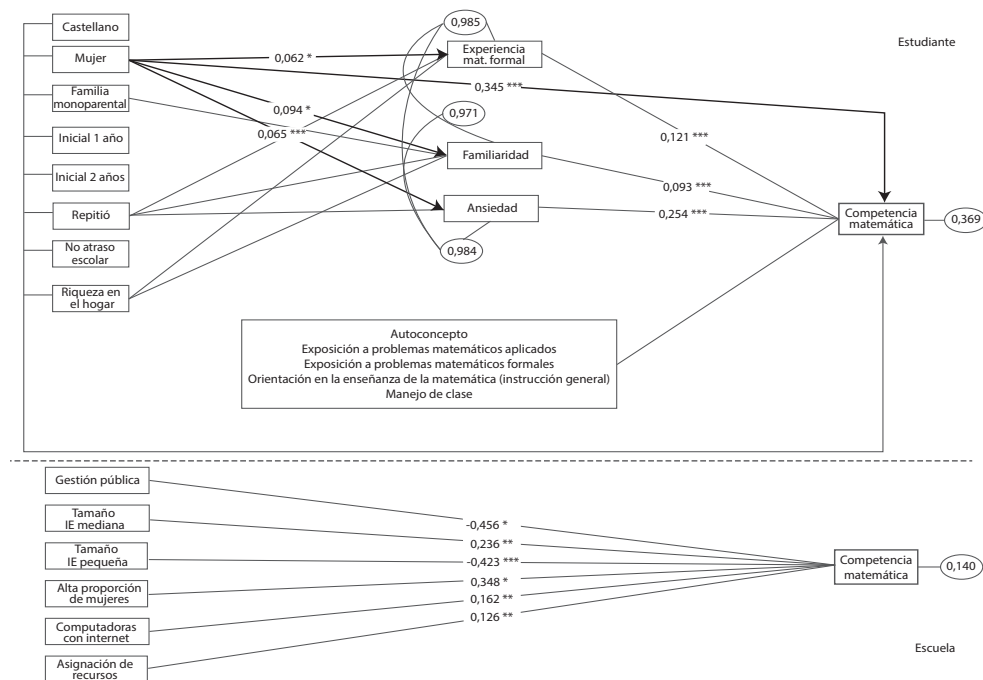 Castellano
Mujer
Familia
monoparental
Inicial 1 año
Inicial 2 años
Repitió
No atraso
escolar
Riqueza en
el hogar
0,985
Estudiante
Experiencia
mat. formal
0,062 *
0,345 ***
0,094 *
0,971
0,065 ***
0,121 ***
Familiaridad
0,093 ***
Ansiedad
0,254 ***
Competencia
matemática
0,369
0,984
Autoconcepto
Exposición a problemas matemáticos aplicados
Exposición a problemas matemáticos formales
Orientación en la enseñanza de la matemática (instrucción general)
Manejo de clase
Gestión pública
Tamaño
IE mediana
Tamaño
IE pequeña
Alta proporción
de mujeres
Computadoras
con internet
Asignación de
recursos
-0,456 *
0,236 **
-0,423 ***
0,348 *
0,162 **
0,126 **
Competencia
matemática
0,140
Escuela